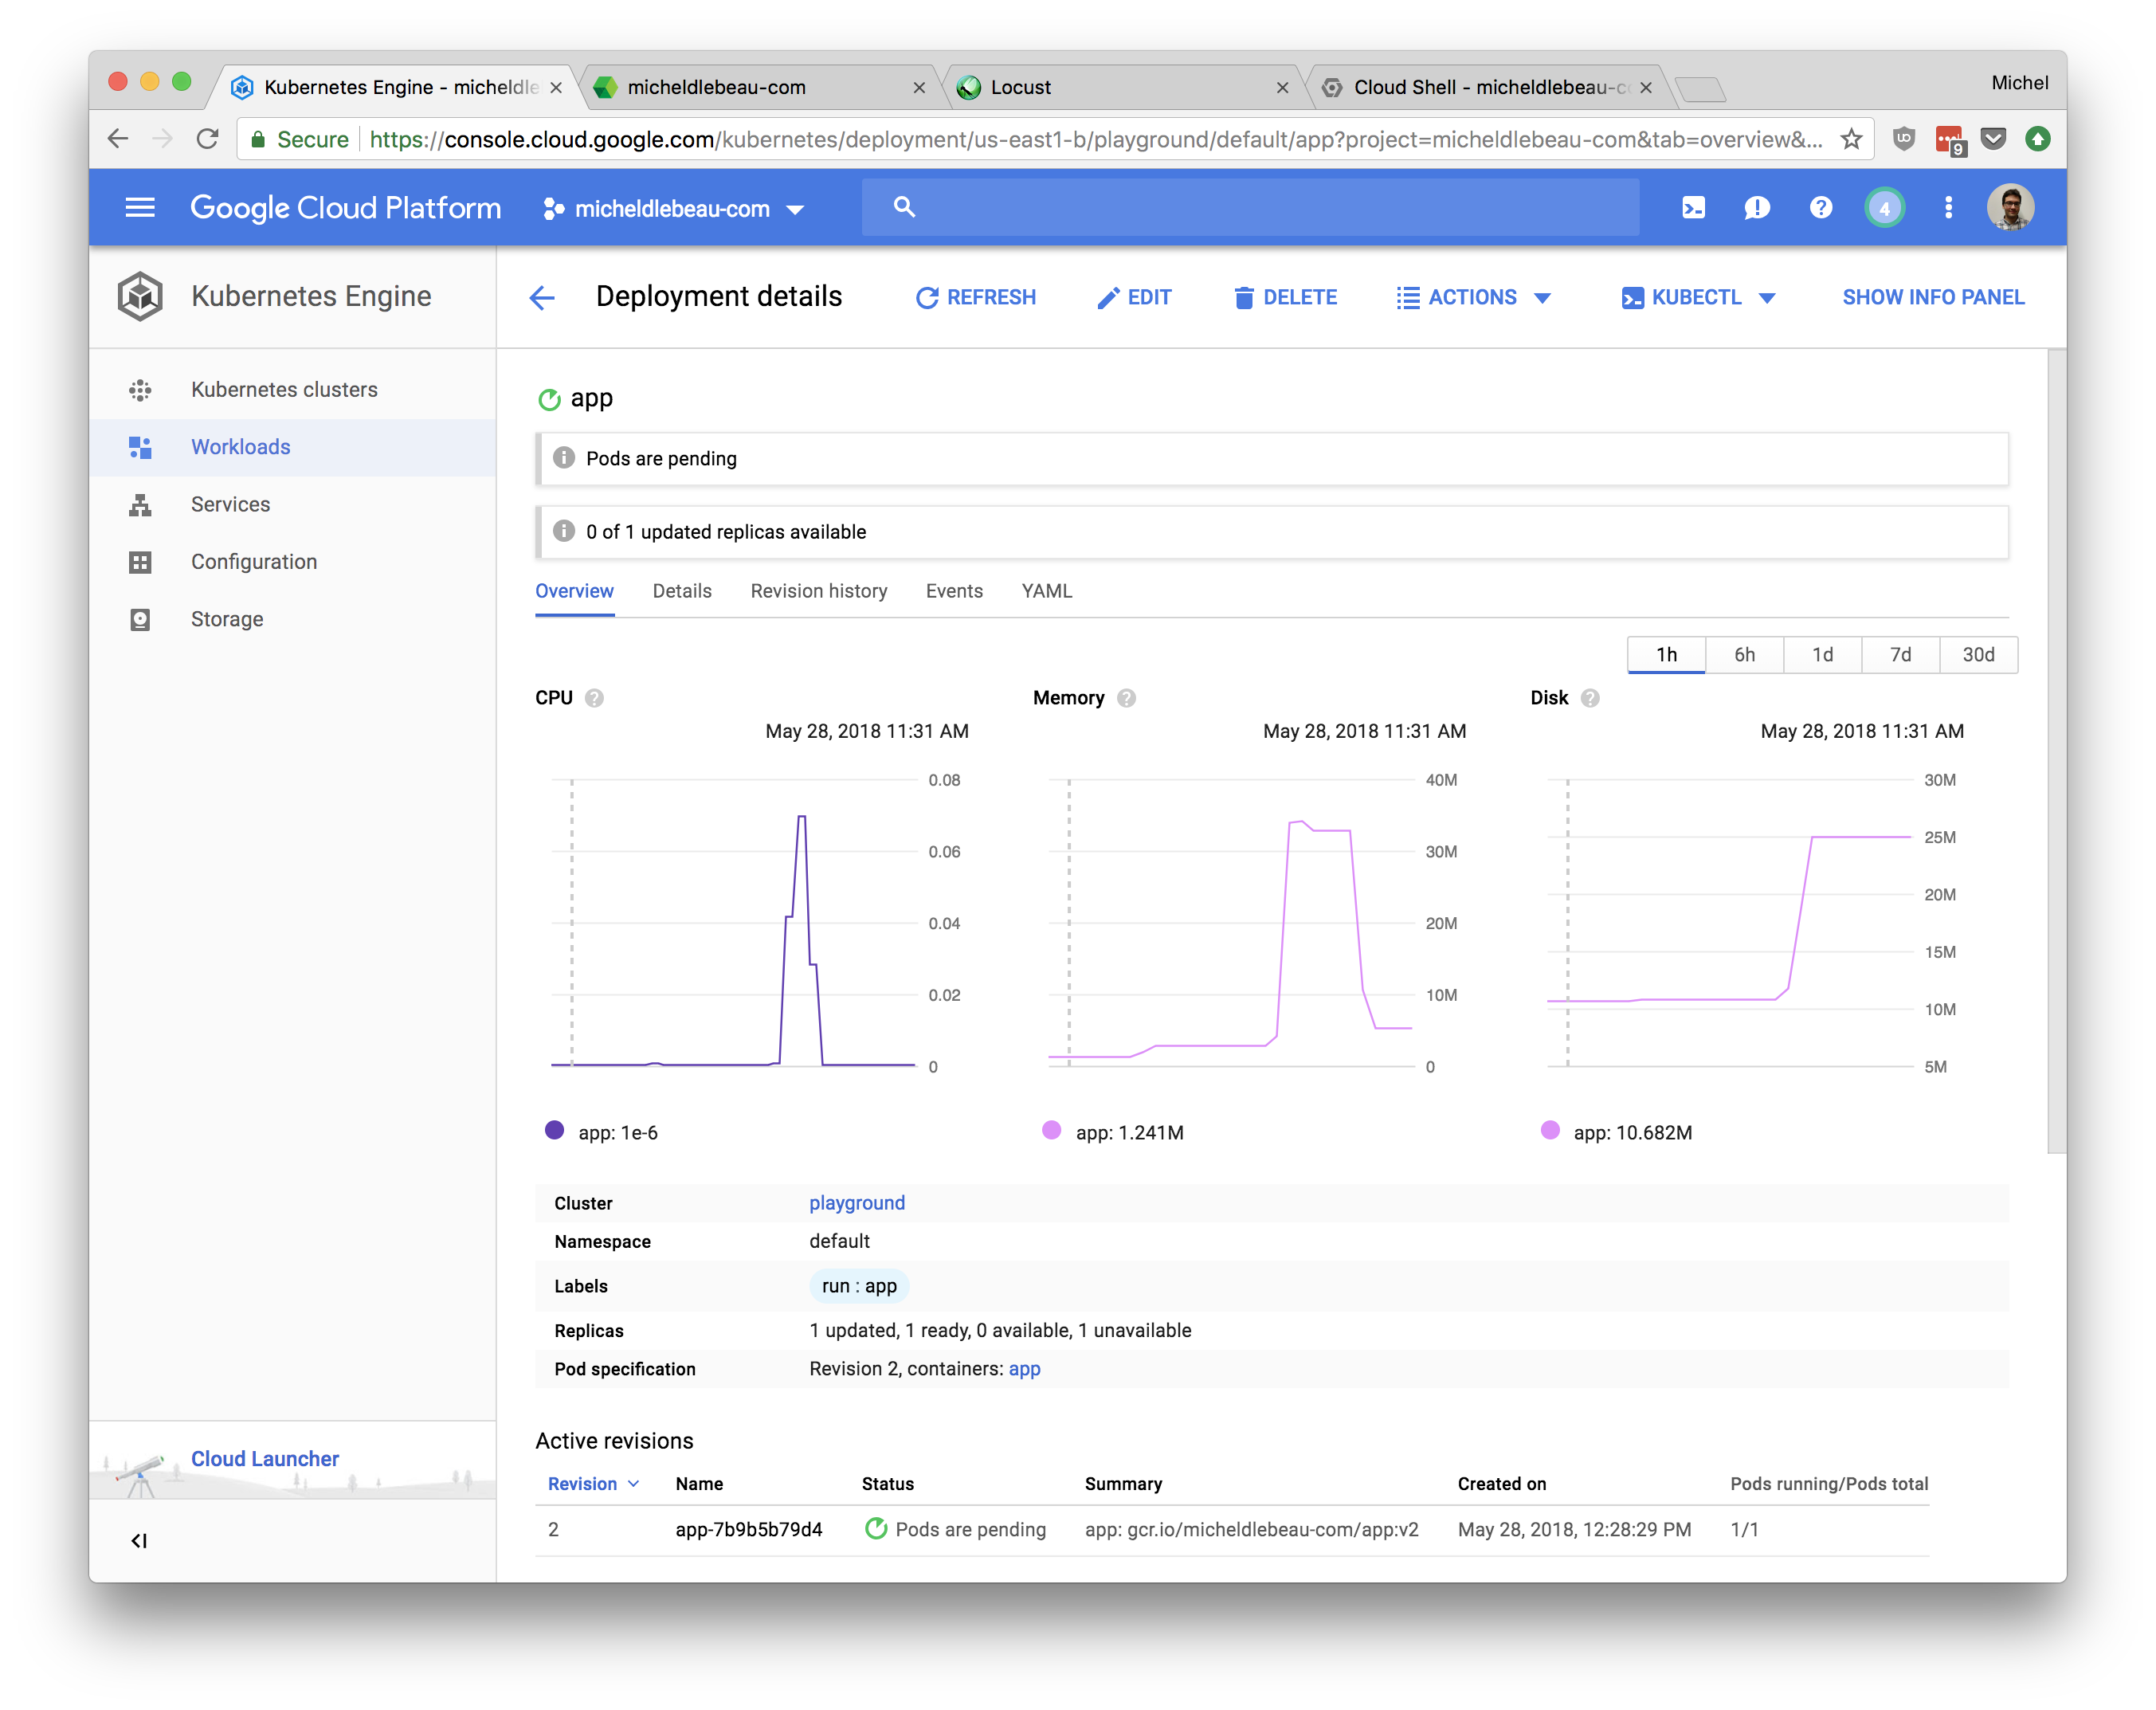 Kubernetes Engine - micheldle
micheldlebeau-com
Locust
Cloud Shell - micheldlebeau-c
Michel
Secure https://console.cloud.google.com/kubernetes/deployment/us-east1-b/playground/default/app?project=micheldlebeau-com&tab=overview&...
9
Google Cloud Platform
micheldlebeau-com
4
Kubernetes Engine
Deployment details
REFRESH
EDIT
DELETE
ACTIONS
KUBECTL
SHOW INFO PANEL
Kubernetes clusters
Workloads
Services
Configuration
Storage
Cloud Launcher
app
Pods are pending
0 of 1 updated replicas available
Overview Details Revision history Events YAML
1h 6h 1d 7d 30d
CPU
May 28, 2018 11:31 AM
0.08
0.06
0.04
0.02
0
app: 1e-6
Memory
May 28, 2018 11:31 AM
40M
30M
20M
10M
0
app: 1.241M
Disk
May 28, 2018 11:31 AM
30M
25M
20M
15M
10M
5M
app: 10.682M
Cluster playground
Namespace default
Labels run : app
Replicas 1 updated, 1 ready, 0 available, 1 unavailable
Pod specification Revision 2, containers: app
Active revisions
Revision Name Status Summary Created on Pods running/Pods total
2 app-7b9b5b79d4 Pods are pending app: gcr.io/micheldlebeau-com/app:v2 May 28, 2018, 12:28:29 PM 1/1